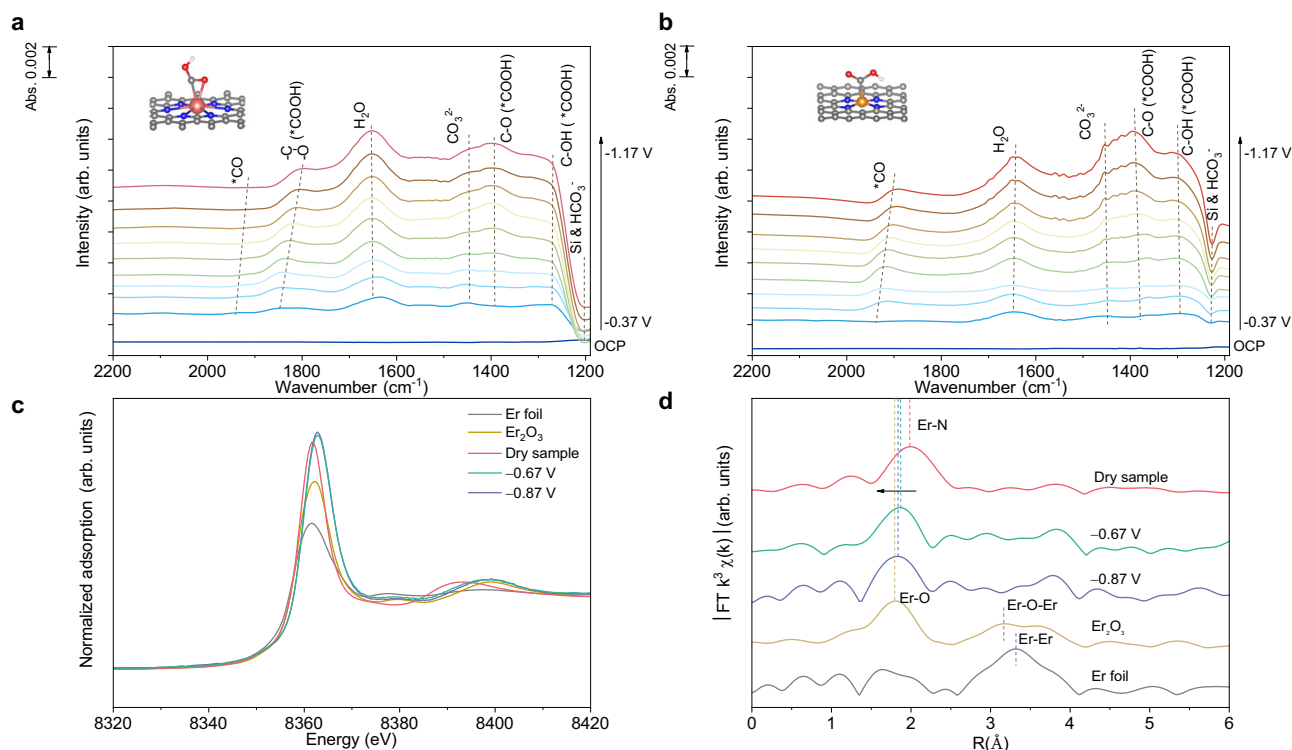 a
Abs. 0.002
Intensity (arb. units)
*CO
-C-O (*COOH)
H₂O
CO₃²⁻
C-O (*COOH)
C-OH ( *COOH)
Si & HCO₃⁻
-1.17 V
-0.37 V
OCP
2200 2000 1800 1600 1400 1200
Wavenumber (cm⁻¹)
b
Abs. 0.002
Intensity (arb. units)
*CO
H₂O
CO₃²⁻
C-O (*COOH)
C-OH (*COOH)
Si & HCO₃⁻
-1.17 V
-0.37 V
OCP
2200 2000 1800 1600 1400 1200
Wavenumber (cm⁻¹)
c
Normalized adsorption (arb. units)
Er foil
Er₂O₃
Dry sample
−0.67 V
−0.87 V
8320 8340 8360 8380 8400 8420
Energy (eV)
d
|FT k³ χ(k)| (arb. units)
Er-N
Dry sample
−0.67 V
−0.87 V
Er-O
Er-O-Er
Er₂O₃
Er-Er
Er foil
0 1 2 3 4 5 6
R(Å)